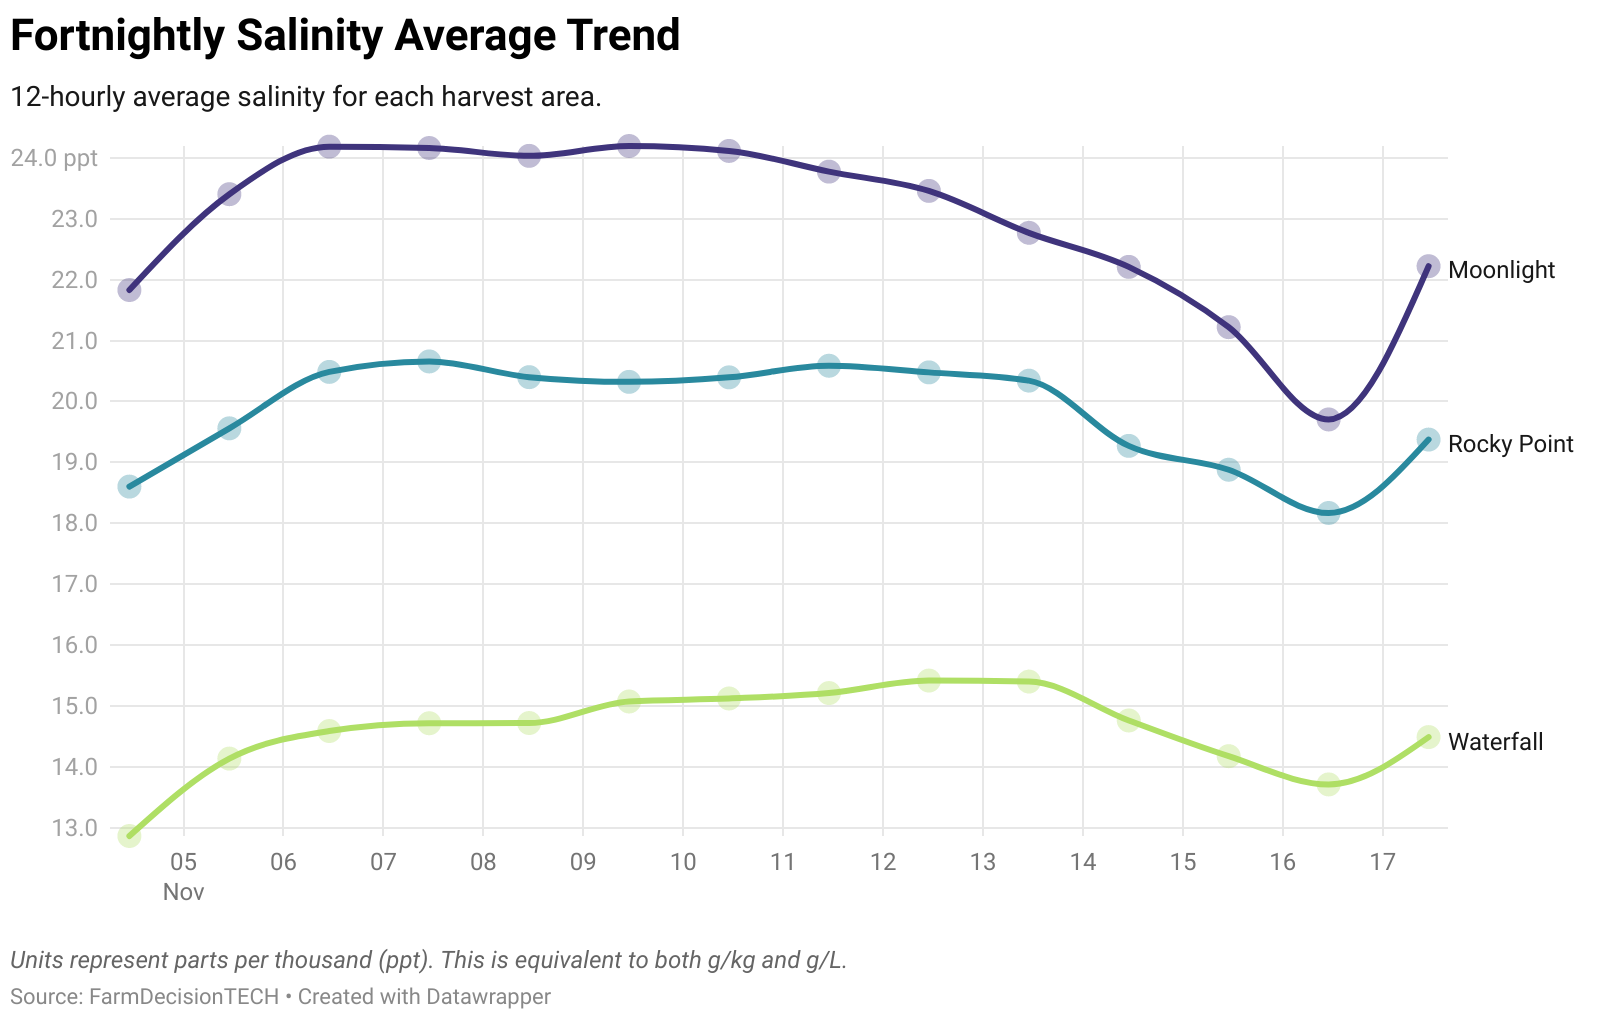 Fortnightly Salinity Average Trend
12-hourly average salinity for each harvest area.
24.0 ppt
23.0
22.0
Moonlight
21.0
20.0
19.0
Rocky Point
18.0
17.0
16.0
15.0
14.0
Waterfall
13.0
05 06 07 08 09 10 11 12 13 14 15 16 17
Nov
Units represent parts per thousand (ppt). This is equivalent to both g/kg and g/L.
Source: FarmDecisionTECH • Created with Datawrapper